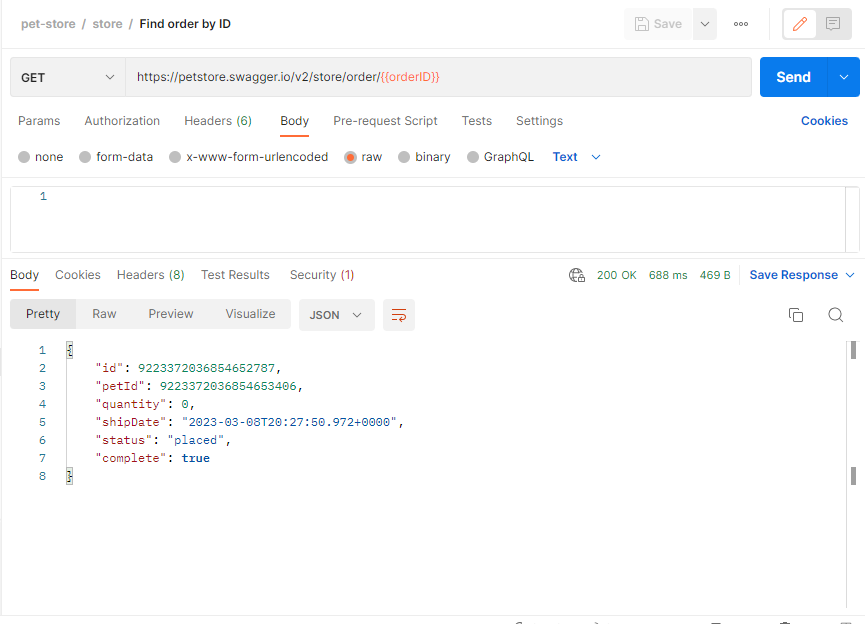 pet-store / store / Find order by ID
Save
GET https://petstore.swagger.io/v2/store/order/{{orderID}} Send
Params Authorization Headers (6) Body Pre-request Script Tests Settings Cookies
none form-data x-www-form-urlencoded raw binary GraphQL Text
1
Body Cookies Headers (8) Test Results Security (1) 200 OK 688 ms 469 B Save Response
Pretty Raw Preview Visualize JSON
1 {
2 "id": 9223372036854652787,
3 "petId": 9223372036854653406,
4 "quantity": 0,
5 "shipDate": "2023-03-08T20:27:50.972+0000",
6 "status": "placed",
7 "complete": true
8 }